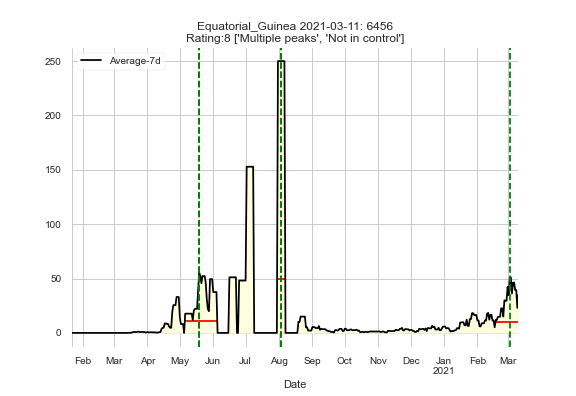 Equatorial_Guinea 2021-03-11: 6456
Rating:8 ['Multiple peaks', 'Not in control']
Average-7d
250
200
150
100
50
0
Feb Mar Apr May Jun Jul Aug Sep Oct Nov Dec Jan Feb Mar
2021
Date